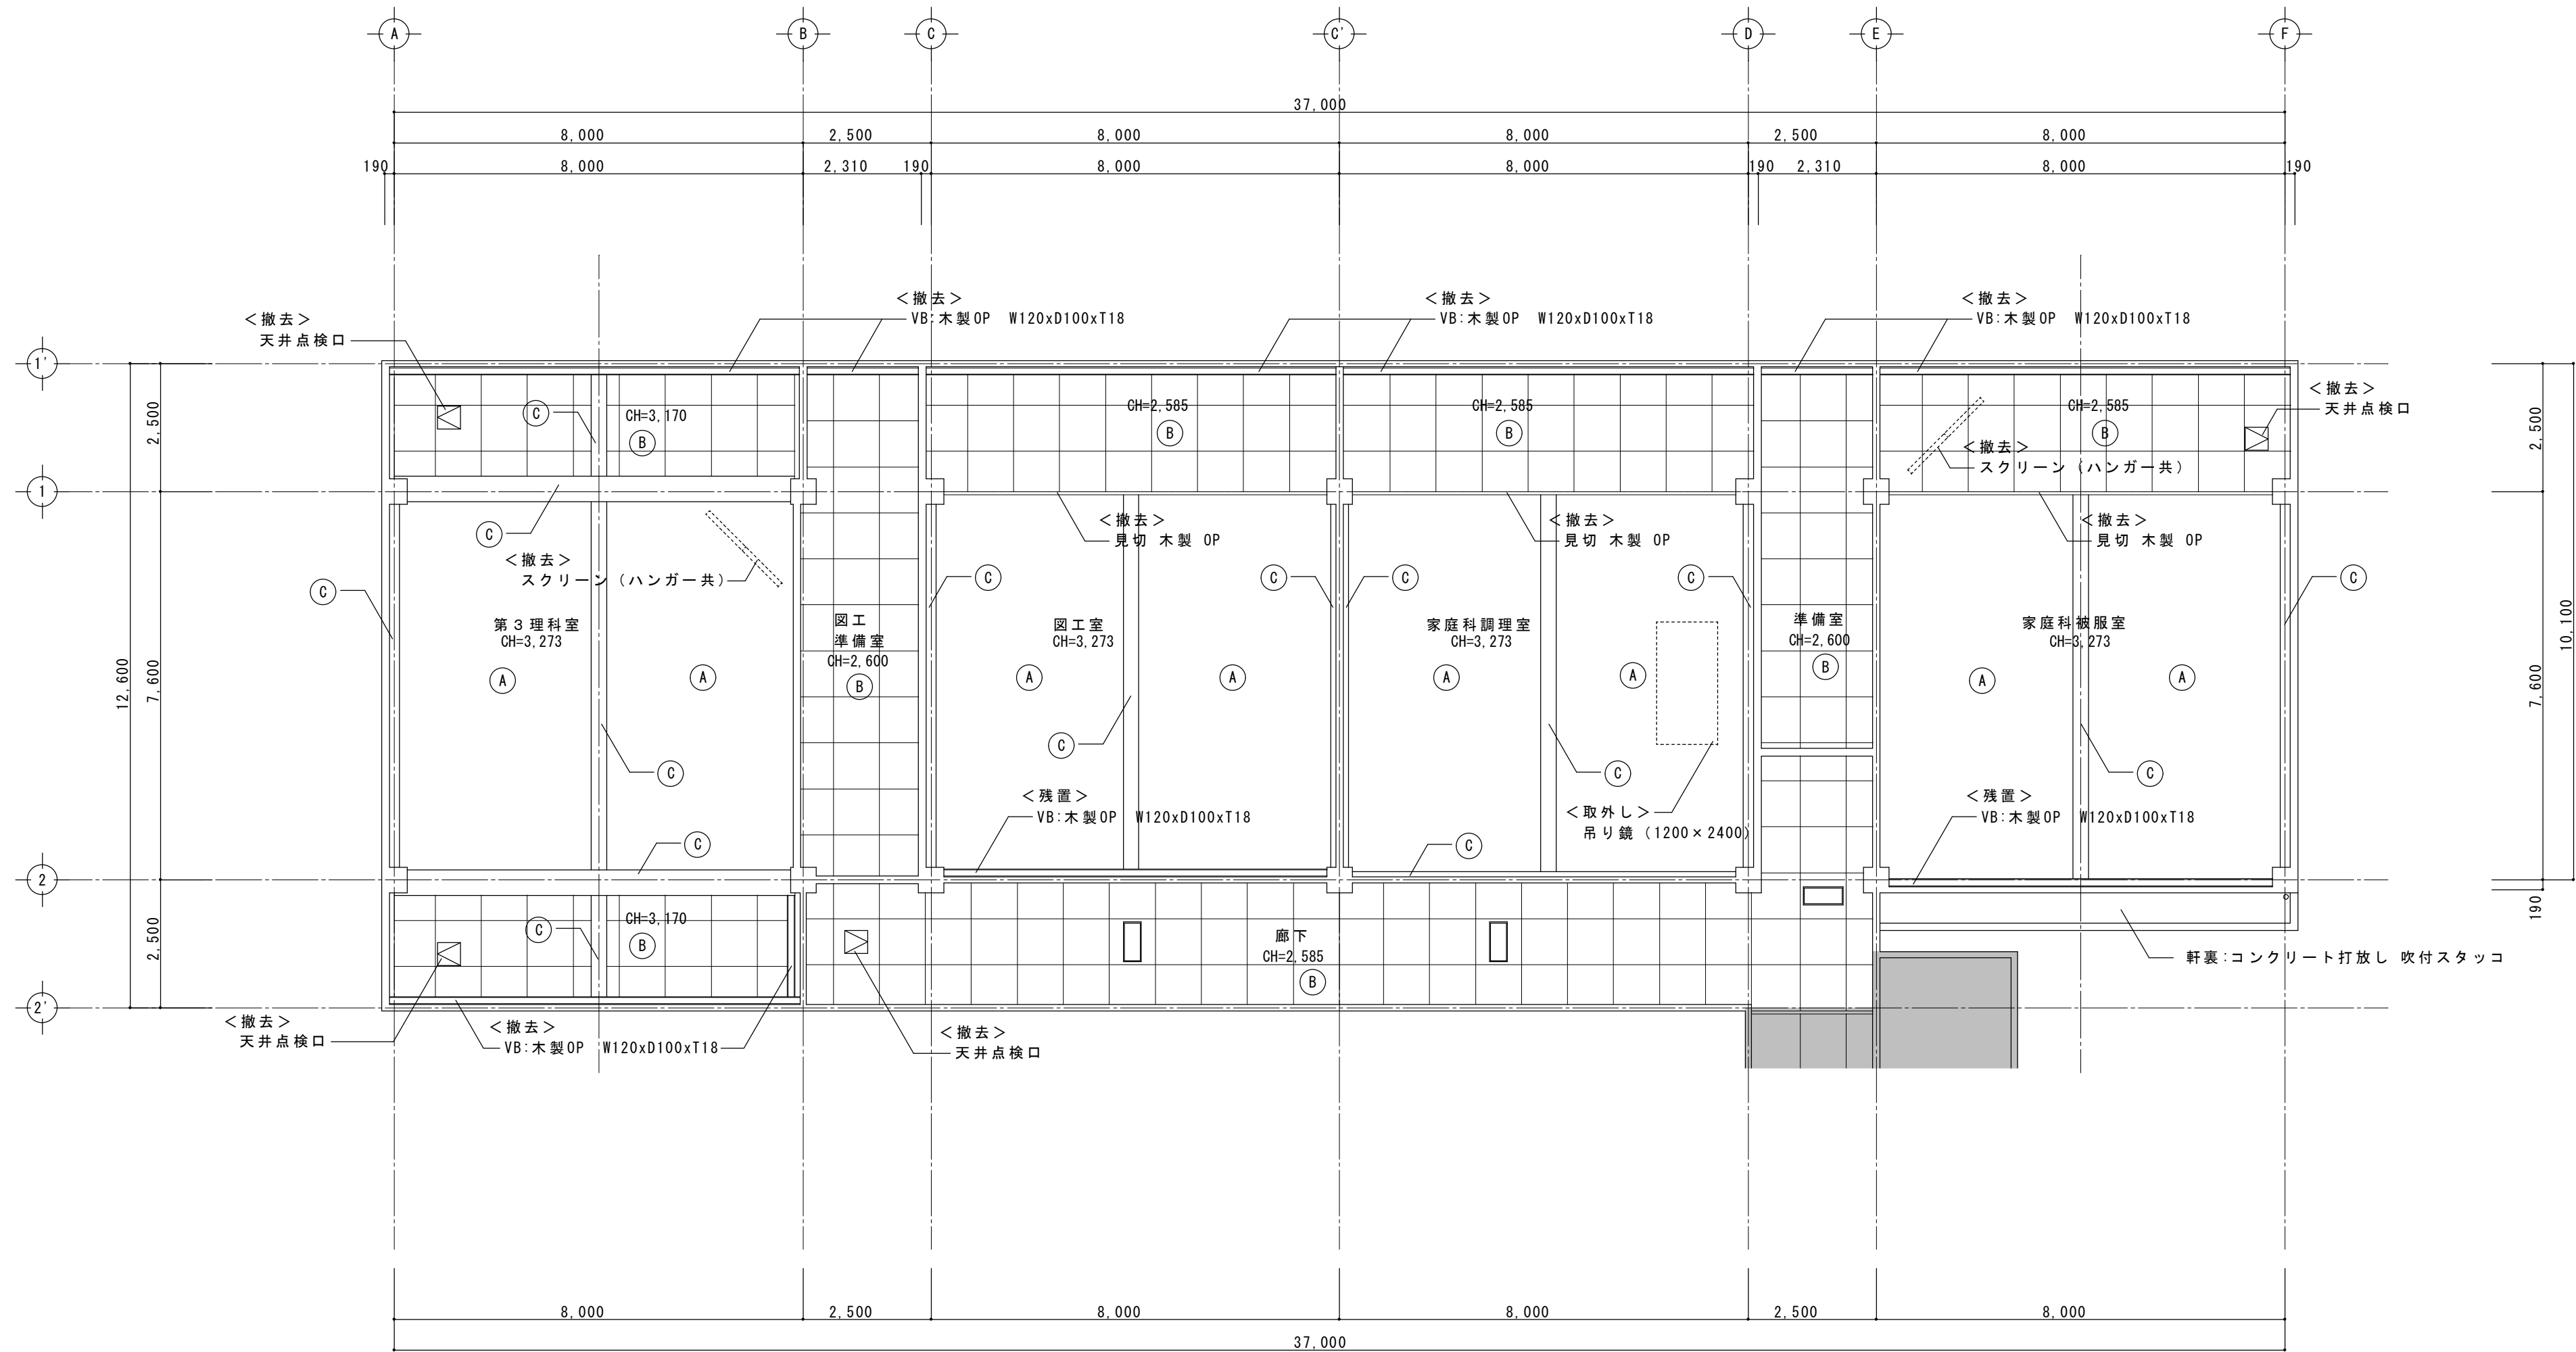 A B C C' D E F
37,000
8,000 2,500 8,000 8,000 2,500 8,000
190 8,000 2,310 190 8,000 8,000 190 2,310 8,000 190
＜撤去＞
VB:木製OP W120xD100xT18
＜撤去＞
VB:木製OP W120xD100xT18
＜撤去＞
VB:木製OP W120xD100xT18
＜撤去＞
天井点検口
1'
＜撤去＞
天井点検口
2,500
C
CH=3,170
B
CH=2,585
B
CH=2,585
B
CH=2,585
B
2,500
＜撤去＞
スクリーン（ハンガー共）
1
C
＜撤去＞
見切 木製 OP
＜撤去＞
見切 木製 OP
＜撤去＞
見切 木製 OP
＜撤去＞
スクリーン（ハンガー共）
C
C
C
C
C
C
第３理科室
CH=3,273
A
A
図工
準備室
CH=2,600
B
図工室
CH=3,273
A
A
家庭科調理室
CH=3,273
A
A
準備室
CH=2,600
B
家庭科被服室
CH=3,273
A
A
12,600
7,600
7,600
10,100
C
C
C
C
＜残置＞
VB:木製OP W120xD100xT18
＜取外し＞
吊り鏡（1200×2400）
＜残置＞
VB:木製OP W120xD100xT18
C
C
2
190
2,500
C
CH=3,170
B
廊下
CH=2,585
B
軒裏:コンクリート打放し 吹付スタッコ
2'
＜撤去＞
天井点検口
＜撤去＞
VB:木製OP W120xD100xT18
＜撤去＞
天井点検口
8,000 2,500 8,000 8,000 2,500 8,000
37,000